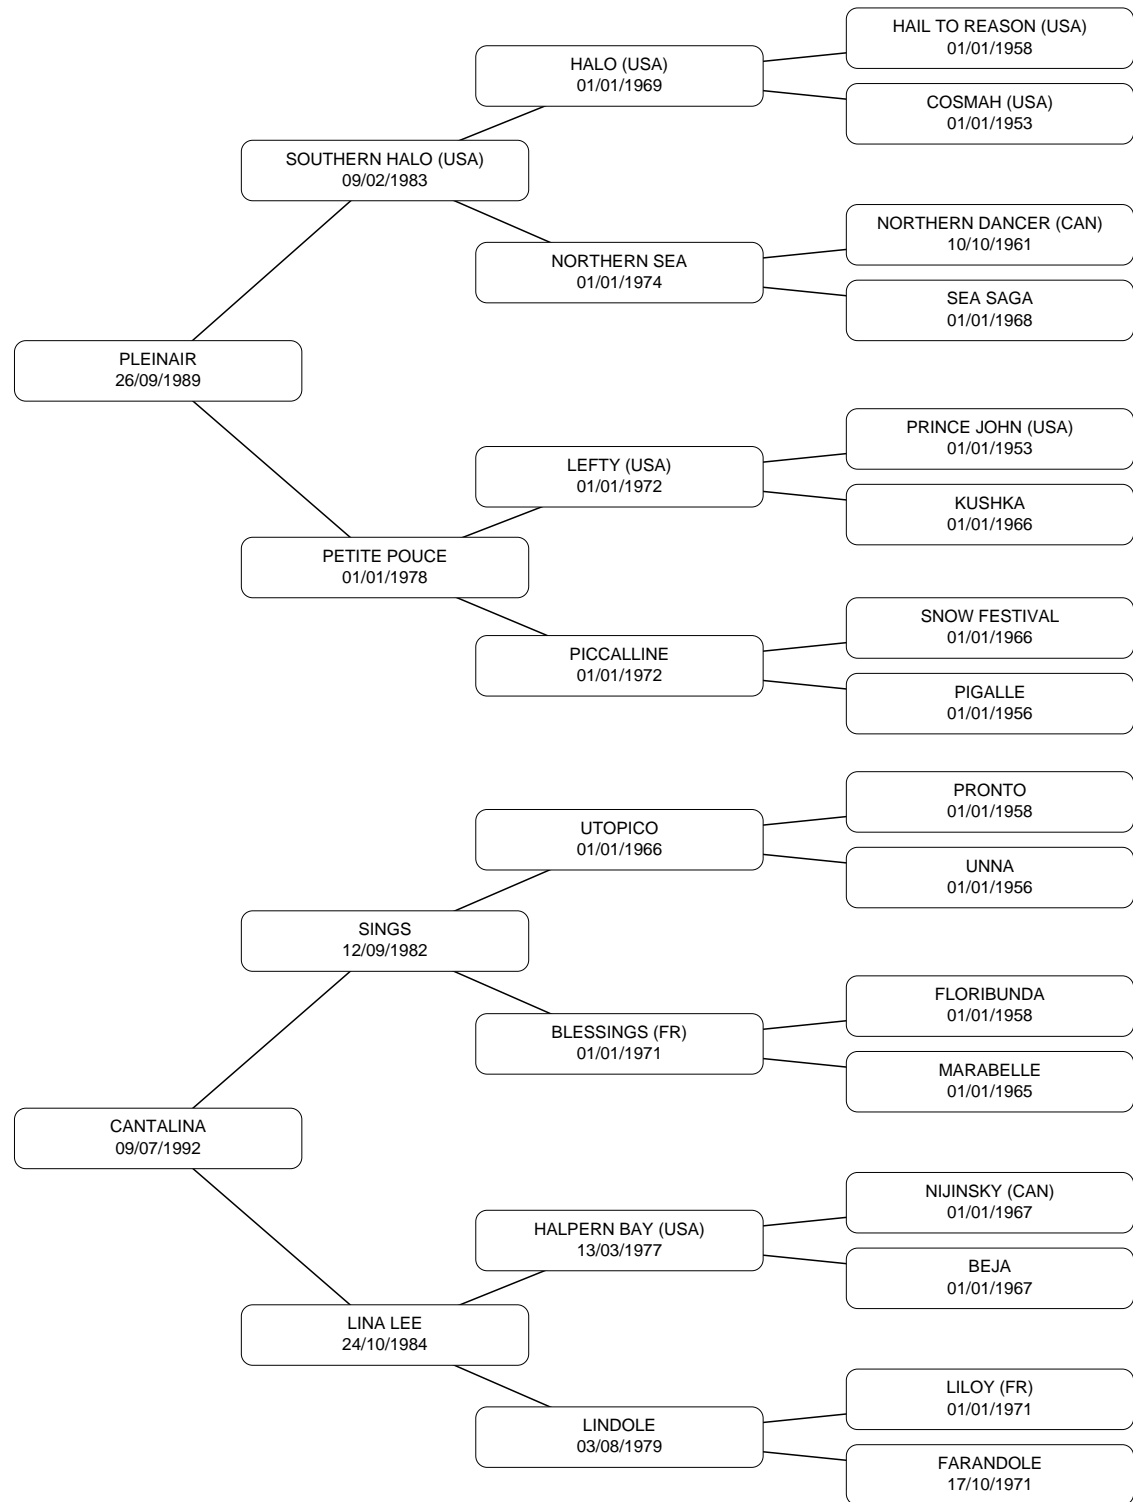 HAIL TO REASON (USA)
01/01/1958
HALO (USA)
01/01/1969
COSMAH (USA)
01/01/1953
SOUTHERN HALO (USA)
09/02/1983
NORTHERN DANCER (CAN)
10/10/1961
NORTHERN SEA
01/01/1974
SEA SAGA
01/01/1968
PLEINAIR
26/09/1989
PRINCE JOHN (USA)
01/01/1953
LEFTY (USA)
01/01/1972
KUSHKA
01/01/1966
PETITE POUCE
01/01/1978
SNOW FESTIVAL
01/01/1966
PICCALLINE
01/01/1972
PIGALLE
01/01/1956
PRONTO
01/01/1958
UTOPICO
01/01/1966
UNNA
01/01/1956
SINGS
12/09/1982
FLORIBUNDA
01/01/1958
BLESSINGS (FR)
01/01/1971
MARABELLE
01/01/1965
CANTALINA
09/07/1992
NIJINSKY (CAN)
01/01/1967
HALPERN BAY (USA)
13/03/1977
BEJA
01/01/1967
LINA LEE
24/10/1984
LILOY (FR)
01/01/1971
LINDOLE
03/08/1979
FARANDOLE
17/10/1971